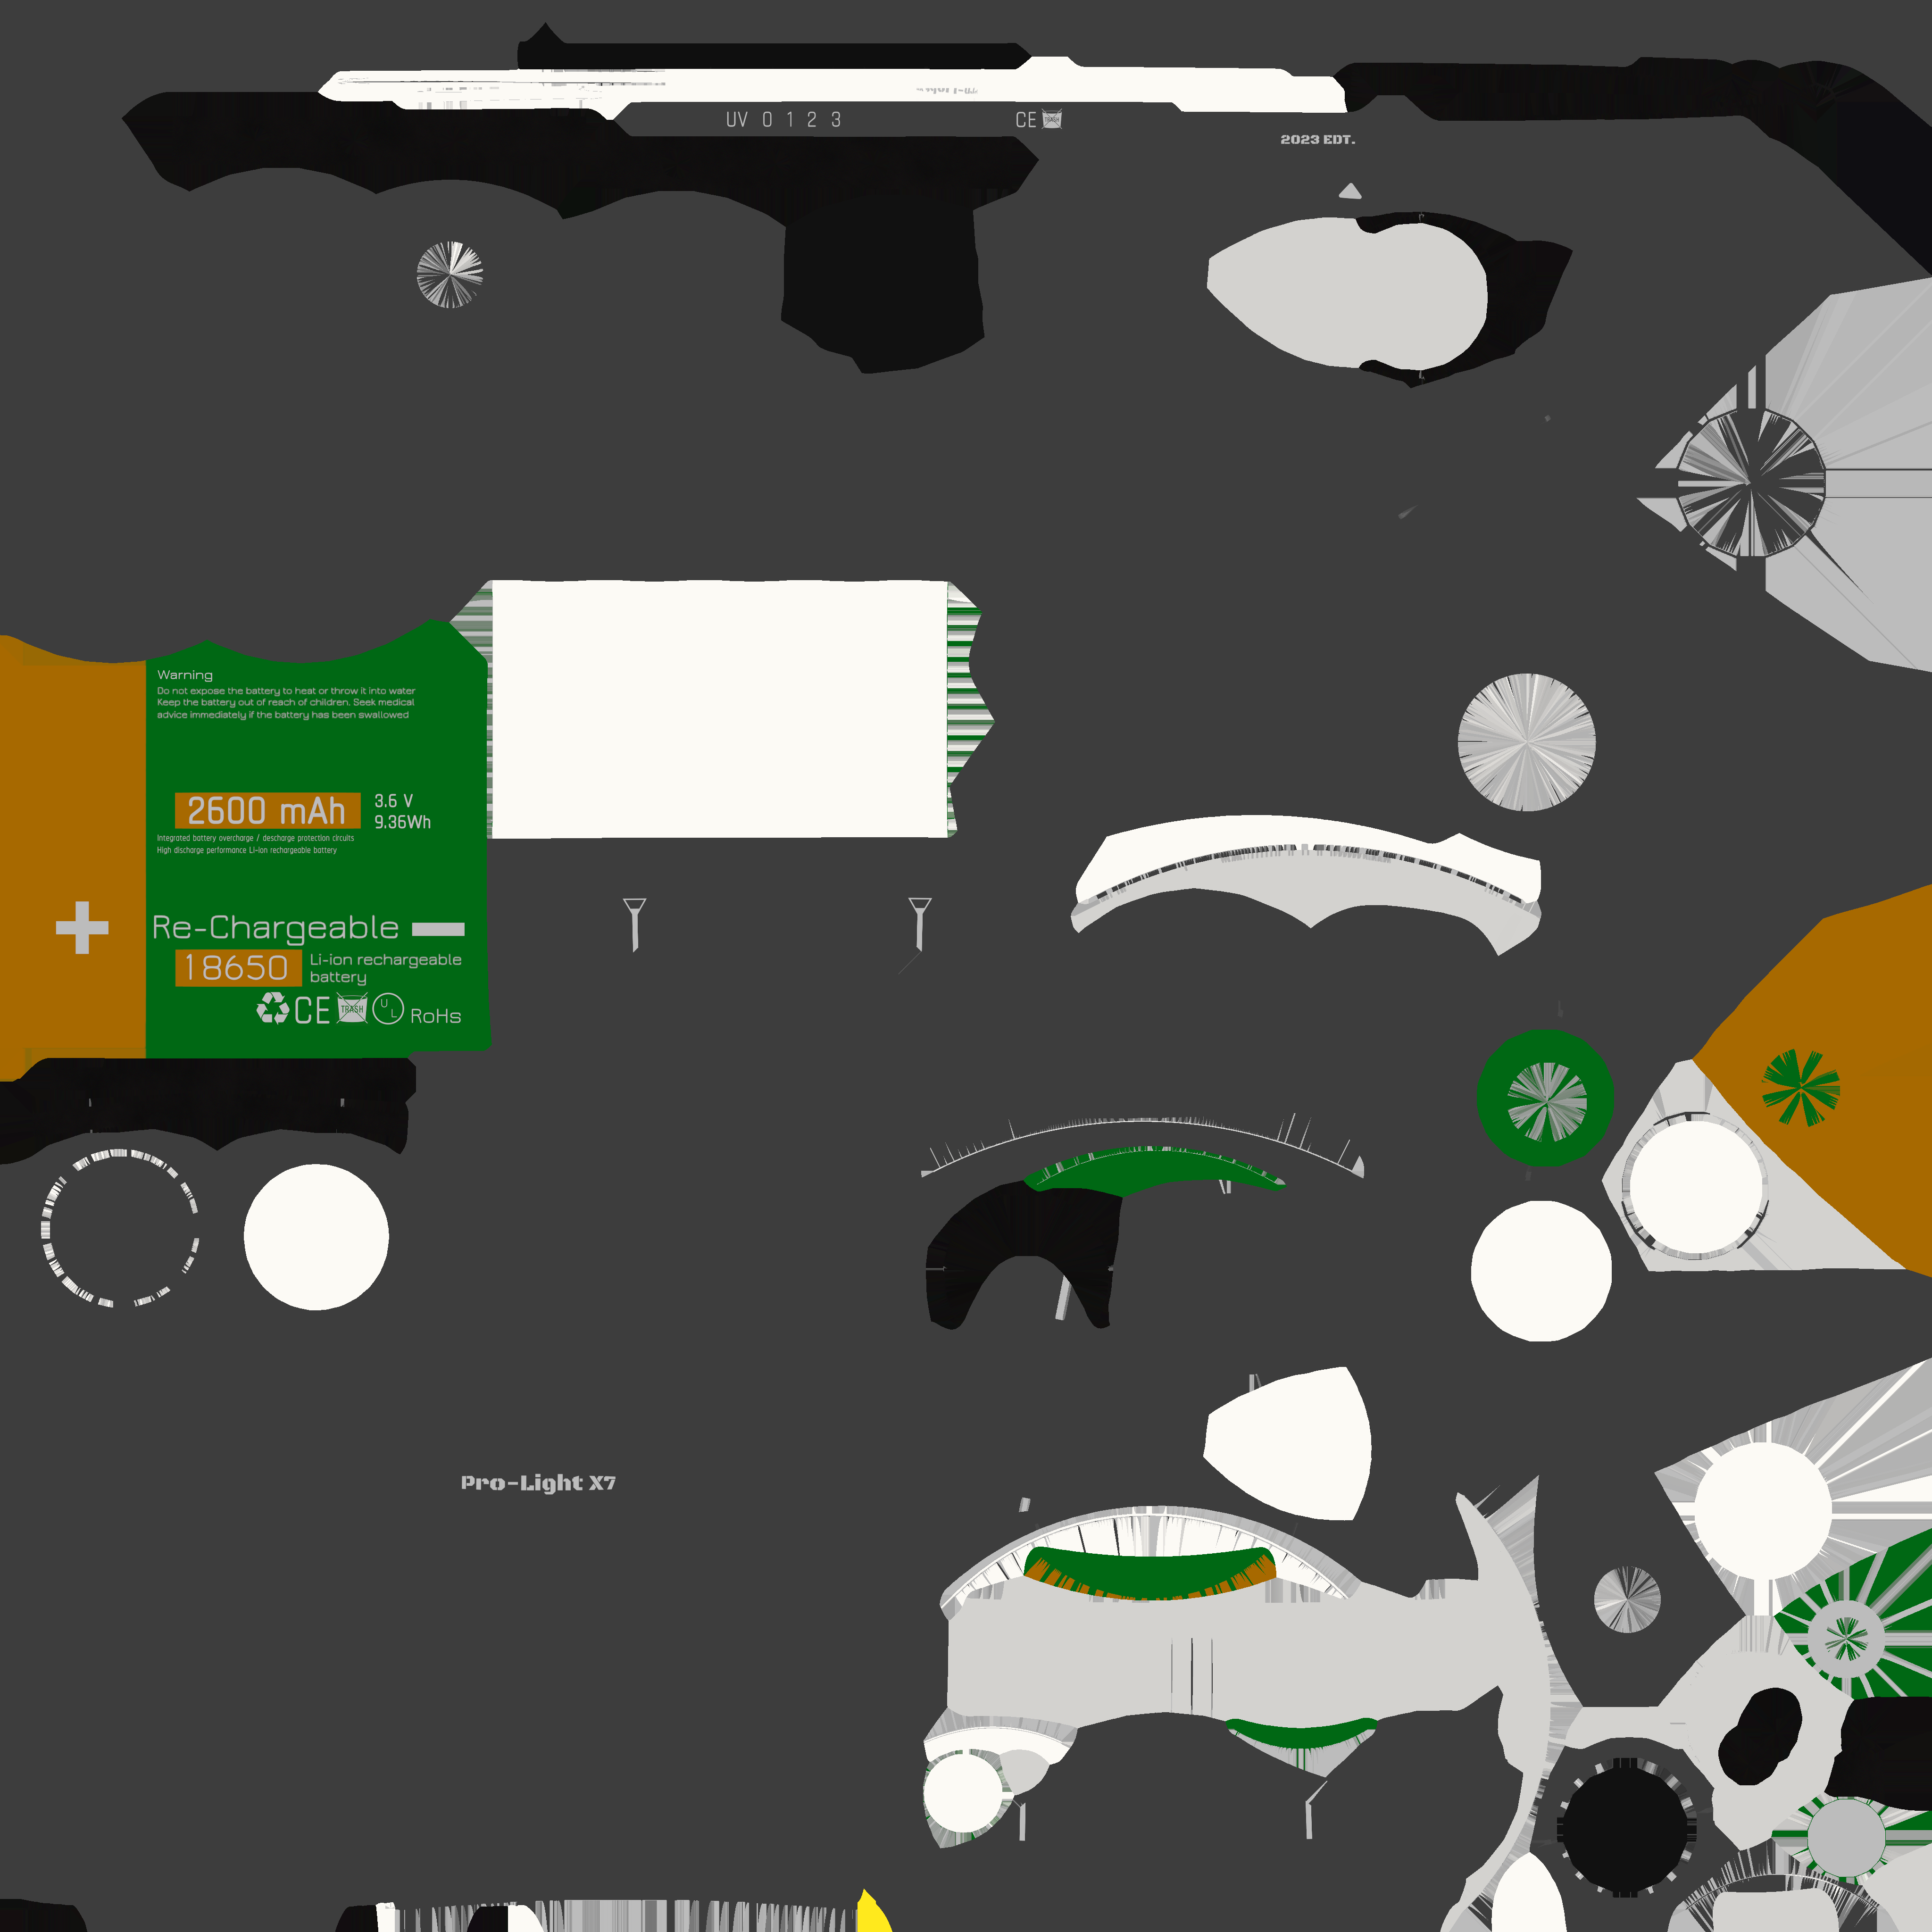 UV 0 1 2 3
CE TRASH
2023 EDT.
Warning
Do not expose the battery to heat or throw it into water
Keep the battery out of reach of children. Seek medical
advice immediately if the battery has been swallowed
2600 mAh
3.6 V
9.36Wh
Integrated battery overcharge / descharge protection circuits
High discharge performance Li-ion rechargeable battery
+
Re-Chargeable
18650
Li-ion rechargeable
battery
CE TRASH UL RoHs
Pro-Light X7